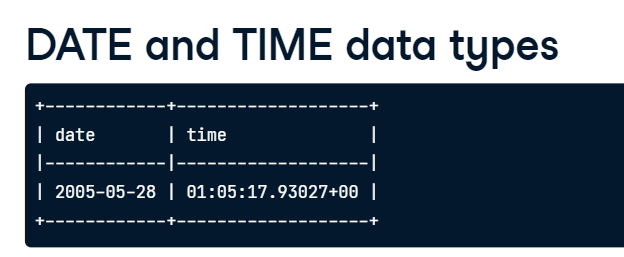 DATE and TIME data types
+------------+-------------------+
| date       | time              |
|------------|-------------------|
| 2005-05-28 | 01:05:17.93027+00 |
+------------+-------------------+